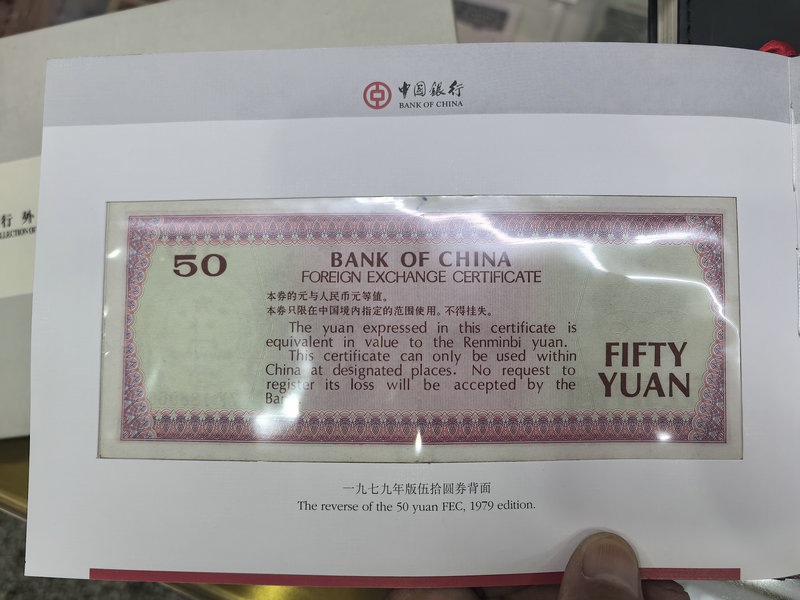 中国銀行
BANK OF CHINA
行 外
LLECTION OF
50
BANK OF CHINA
FOREIGN EXCHANGE CERTIFICATE
本券的元与人民币元等值。
本券只限在中国境内指定的范围使用。不得挂失。
The yuan expressed in this certificate is
equivalent in value to the Renminbi yuan.
This certificate can only be used within
China at designated places. No request to
register its loss will be accepted by the
FIFTY
YUAN
一九七九年版伍拾圆券背面
The reverse of the 50 yuan FEC, 1979 edition.